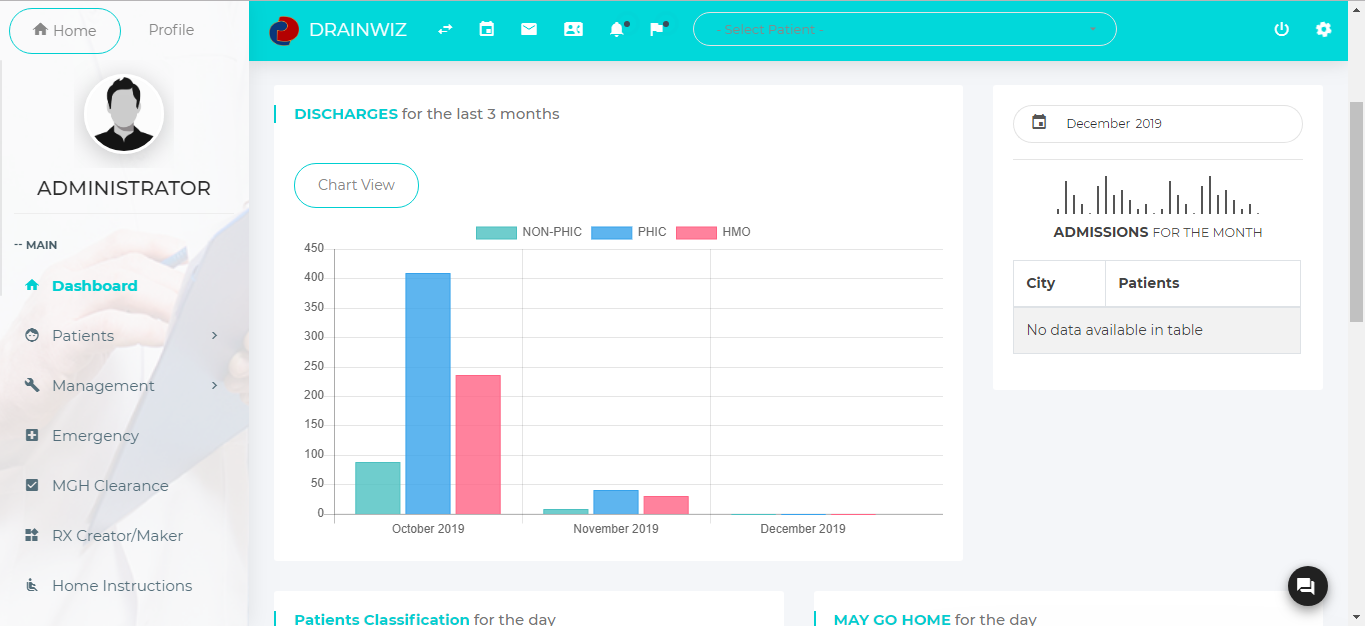 Home
Profile
ADMINISTRATOR
-- MAIN
Dashboard
Patients
Management
Emergency
MGH Clearance
RX Creator/Maker
Home Instructions
DRAINWIZ
- Select Patient -
DISCHARGES for the last 3 months
Chart View
NON-PHIC PHIC HMO
450
400
350
300
250
200
150
100
50
0
October 2019 November 2019 December 2019
December 2019
ADMISSIONS FOR THE MONTH
City Patients
No data available in table
Patients Classification for the day
MAY GO HOME for the day